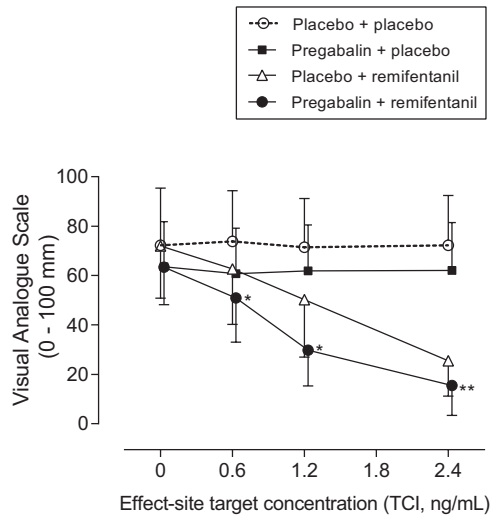 Placebo + placebo
Pregabalin + placebo
Placebo + remifentanil
Pregabalin + remifentanil
Visual Analogue Scale
(0 - 100 mm)
100
80
60
40
20
0
*
*
**
0 0.6 1.2 1.8 2.4
Effect-site target concentration (TCI, ng/mL)